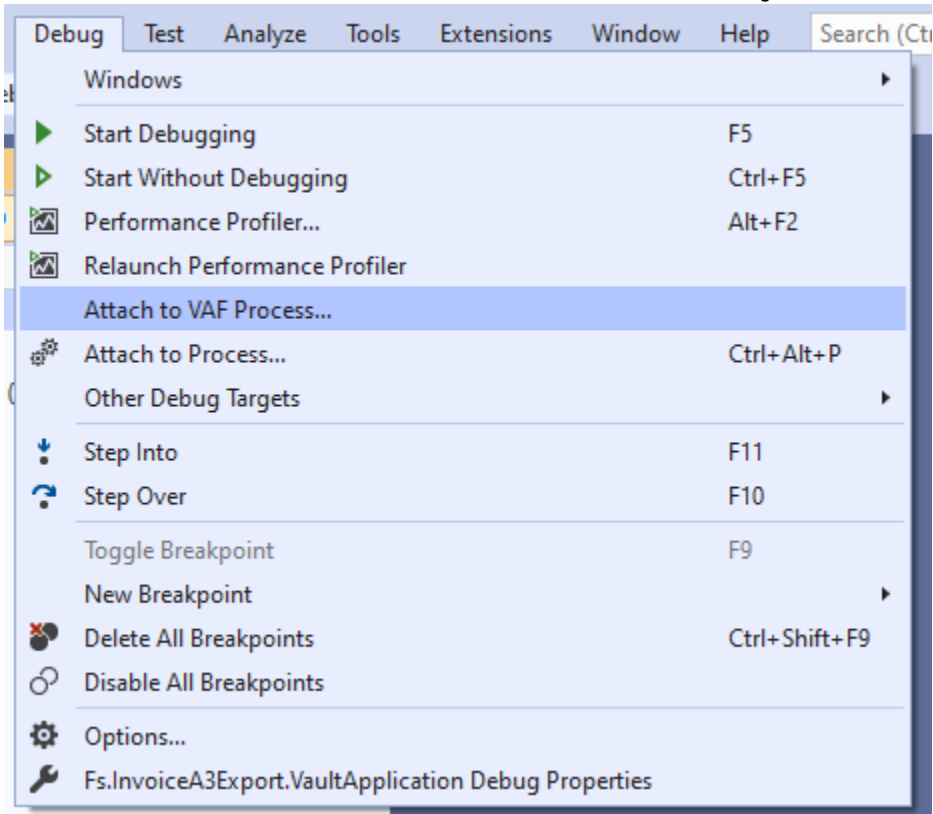 Debug Test Analyze Tools Extensions Window Help Search (Ct
Windows
Start Debugging F5
Start Without Debugging Ctrl+F5
Performance Profiler... Alt+F2
Relaunch Performance Profiler
Attach to VAF Process...
Attach to Process... Ctrl+Alt+P
Other Debug Targets
Step Into F11
Step Over F10
Toggle Breakpoint F9
New Breakpoint
Delete All Breakpoints Ctrl+Shift+F9
Disable All Breakpoints
Options...
Fs.InvoiceA3Export.VaultApplication Debug Properties